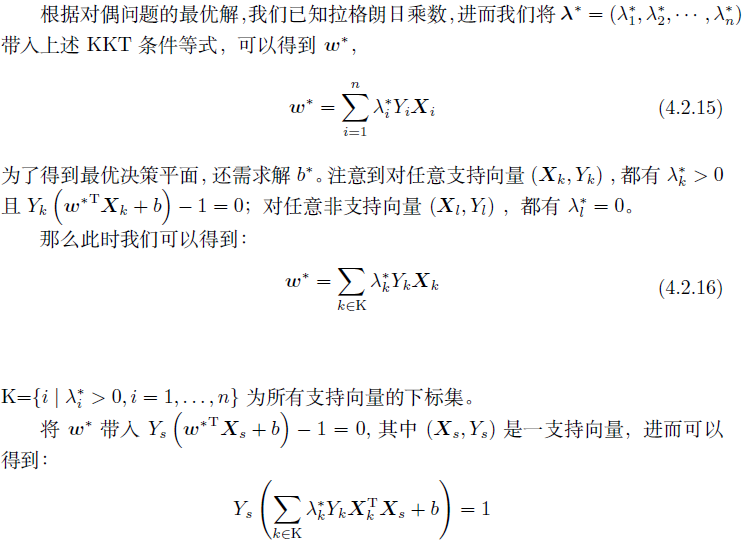 根据对偶问题的最优解,我们已知拉格朗日乘数,进而我们将 λ* = (λ₁*, λ₂*, ⋯ , λₙ*)
带入上述 KKT 条件等式，可以得到 w*，
w* = ∑_{i=1}^{n} λᵢ* Yᵢ Xᵢ (4.2.15)
为了得到最优决策平面, 还需求解 b*。注意到对任意支持向量 (X_k, Y_k) , 都有 λ_k* > 0
且 Y_k (w*ᵀ X_k + b) − 1 = 0；对任意非支持向量 (X_l, Y_l) ，都有 λ_l* = 0。
那么此时我们可以得到：
w* = ∑_{k∈K} λ_k* Y_k X_k (4.2.16)
K={i | λᵢ* > 0, i = 1, . . . , n} 为所有支持向量的下标集。
将 w* 带入 Y_s (w*ᵀ X_s + b) − 1 = 0, 其中 (X_s, Y_s) 是一支持向量，进而可以
得到：
Y_s (∑_{k∈K} λ_k* Y_k X_kᵀ X_s + b) = 1